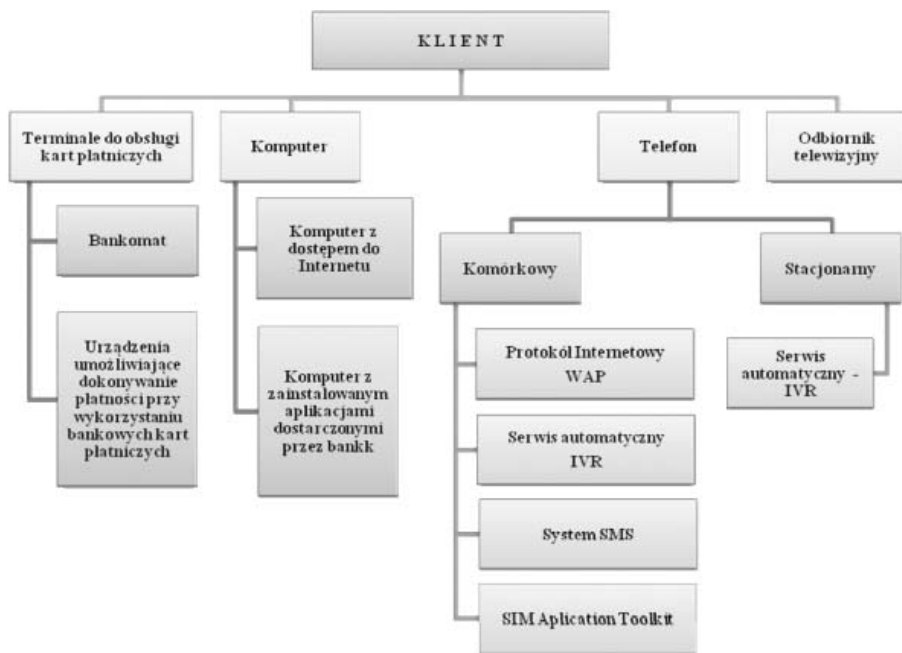 K L I E N T
Terminale do obsługi
kart płatniczych
Komputer
Telefon
Odbiornik
telewizyjny
Bankomat
Urządzenia
umożliwiające
dokonywanie
płatności przy
wykorzystaniu
bankowych kart
płatniczych
Komputer z
dostępem do
Internetu
Komputer z
zainstalowanym
aplikacjami
dostarczonymi
przez bankk
Komórkowy
Stacjonarny
Protokół Internetowy
WAP
Serwis automatyczny
IVR
System SMS
SIM Aplication Toolkit
Serwis
automatyczny -
IVR